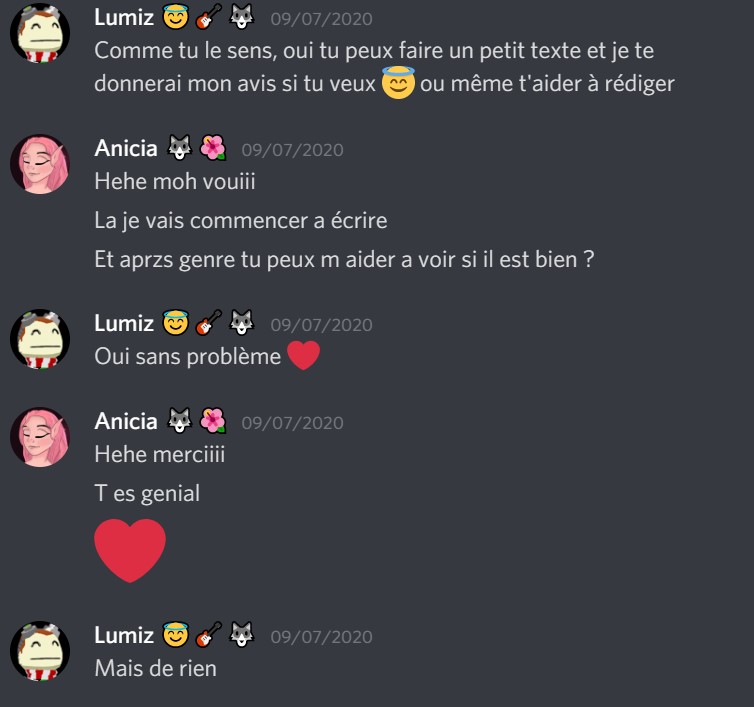 Lumiz 😇 🎸 🐺 09/07/2020
Comme tu le sens, oui tu peux faire un petit texte et je te
donnerai mon avis si tu veux 😇 ou même t'aider à rédiger
Anicia 🐺 🌺 09/07/2020
Hehe moh vouiii
La je vais commencer a écrire
Et aprzs genre tu peux m aider a voir si il est bien ?
Lumiz 😇 🎸 🐺 09/07/2020
Oui sans problème ❤️
Anicia 🐺 🌺 09/07/2020
Hehe merciiii
T es genial
❤️
Lumiz 😇 🎸 🐺 09/07/2020
Mais de rien